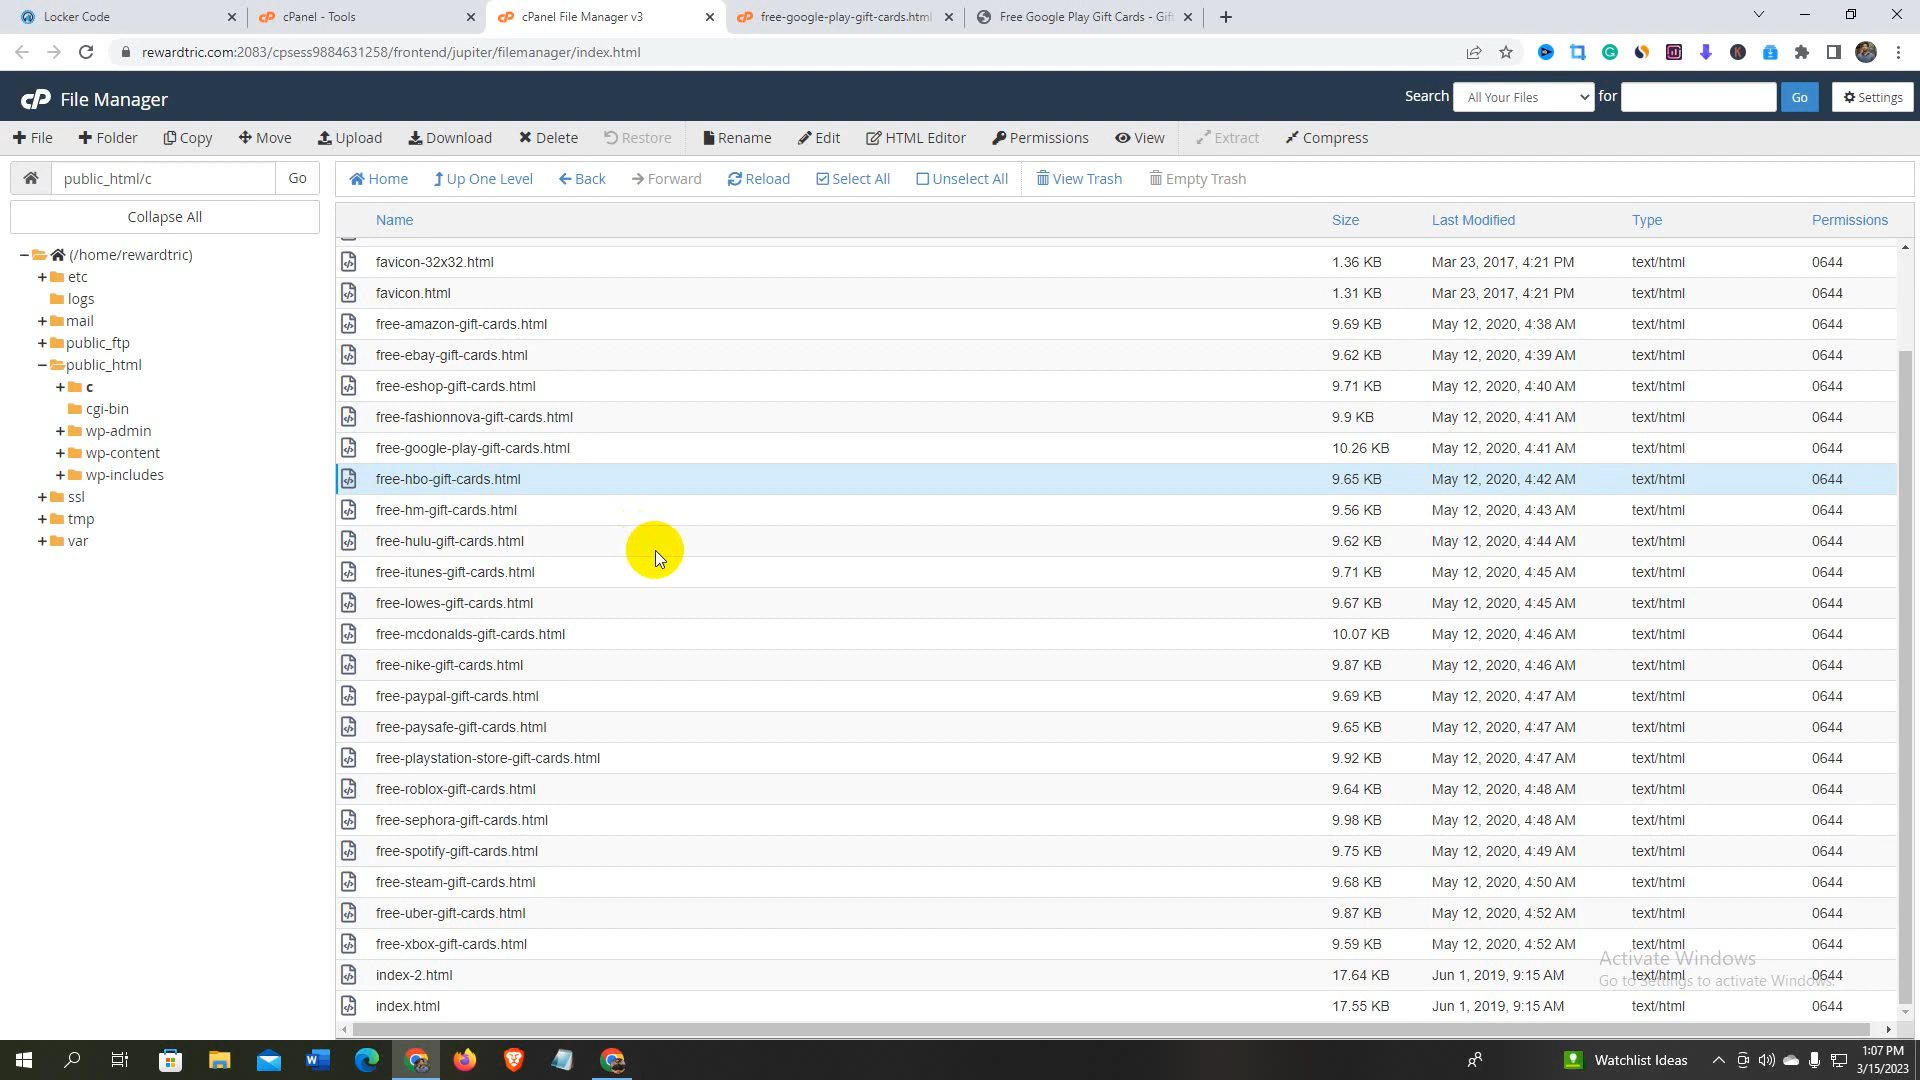 Locker Code
cPanel - Tools
cPanel File Manager v3
free-google-play-gift-cards.html
Free Google Play Gift Cards - Gif
rewardtric.com:2083/cpsess9884631258/frontend/jupiter/filemanager/index.html
cP File Manager
Search All Your Files for Go Settings
File Folder Copy Move Upload Download Delete Restore Rename Edit HTML Editor Permissions View Extract Compress
public_html/c Go Home Up One Level Back Forward Reload Select All Unselect All View Trash Empty Trash
Collapse All
(/home/rewardtric)
etc
logs
mail
public_ftp
public_html
c
cgi-bin
wp-admin
wp-content
wp-includes
ssl
tmp
var
Name Size Last Modified Type Permissions
favicon-32x32.html 1.36 KB Mar 23, 2017, 4:21 PM text/html 0644
favicon.html 1.31 KB Mar 23, 2017, 4:21 PM text/html 0644
free-amazon-gift-cards.html 9.69 KB May 12, 2020, 4:38 AM text/html 0644
free-ebay-gift-cards.html 9.62 KB May 12, 2020, 4:39 AM text/html 0644
free-eshop-gift-cards.html 9.71 KB May 12, 2020, 4:40 AM text/html 0644
free-fashionnova-gift-cards.html 9.9 KB May 12, 2020, 4:41 AM text/html 0644
free-google-play-gift-cards.html 10.26 KB May 12, 2020, 4:41 AM text/html 0644
free-hbo-gift-cards.html 9.65 KB May 12, 2020, 4:42 AM text/html 0644
free-hm-gift-cards.html 9.56 KB May 12, 2020, 4:43 AM text/html 0644
free-hulu-gift-cards.html 9.62 KB May 12, 2020, 4:44 AM text/html 0644
free-itunes-gift-cards.html 9.71 KB May 12, 2020, 4:45 AM text/html 0644
free-lowes-gift-cards.html 9.67 KB May 12, 2020, 4:45 AM text/html 0644
free-mcdonalds-gift-cards.html 10.07 KB May 12, 2020, 4:46 AM text/html 0644
free-nike-gift-cards.html 9.87 KB May 12, 2020, 4:46 AM text/html 0644
free-paypal-gift-cards.html 9.69 KB May 12, 2020, 4:47 AM text/html 0644
free-paysafe-gift-cards.html 9.65 KB May 12, 2020, 4:47 AM text/html 0644
free-playstation-store-gift-cards.html 9.92 KB May 12, 2020, 4:47 AM text/html 0644
free-roblox-gift-cards.html 9.64 KB May 12, 2020, 4:48 AM text/html 0644
free-sephora-gift-cards.html 9.98 KB May 12, 2020, 4:48 AM text/html 0644
free-spotify-gift-cards.html 9.75 KB May 12, 2020, 4:49 AM text/html 0644
free-steam-gift-cards.html 9.68 KB May 12, 2020, 4:50 AM text/html 0644
free-uber-gift-cards.html 9.87 KB May 12, 2020, 4:52 AM text/html 0644
free-xbox-gift-cards.html 9.59 KB May 12, 2020, 4:52 AM text/html 0644
Activate Windows
index-2.html 17.64 KB Jun 1, 2019, 9:15 AM text/html 0644
Go to Settings to activate Windows.
index.html 17.55 KB Jun 1, 2019, 9:15 AM text/html 0644
Watchlist Ideas
1:07 PM
3/15/2023